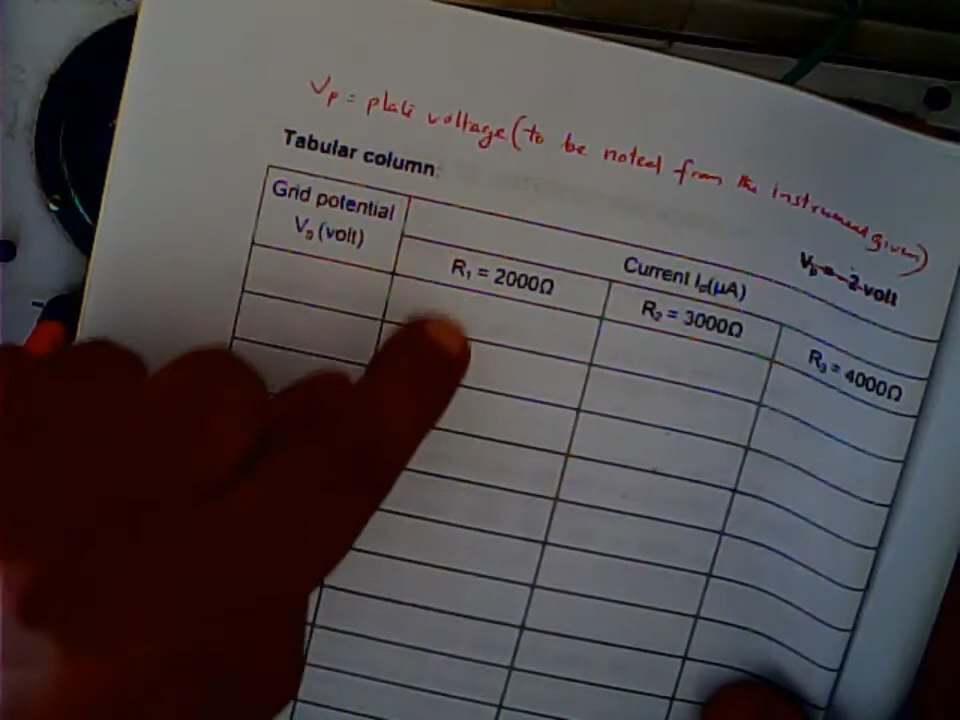 Vp = plate voltage (to be noted from the instrument given)
Tabular column:
Grid potential
Vg (volt)
Current Ip(μA)
Vp = 2 volt
R₁ = 2000Ω
R₂ = 3000Ω
R₃ = 4000Ω